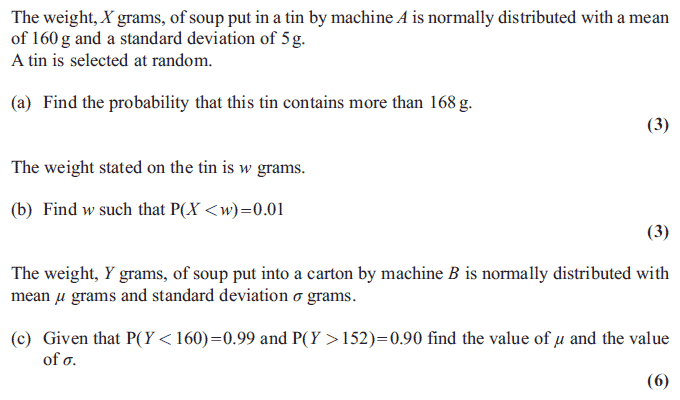 The weight, X grams, of soup put in a tin by machine A is normally distributed with a mean
of 160 g and a standard deviation of 5 g.
A tin is selected at random.
(a) Find the probability that this tin contains more than 168 g.
(3)
The weight stated on the tin is w grams.
(b) Find w such that P(X < w)=0.01
(3)
The weight, Y grams, of soup put into a carton by machine B is normally distributed with
mean μ grams and standard deviation σ grams.
(c) Given that P(Y < 160)=0.99 and P(Y > 152)=0.90 find the value of μ and the value
of σ.
(6)